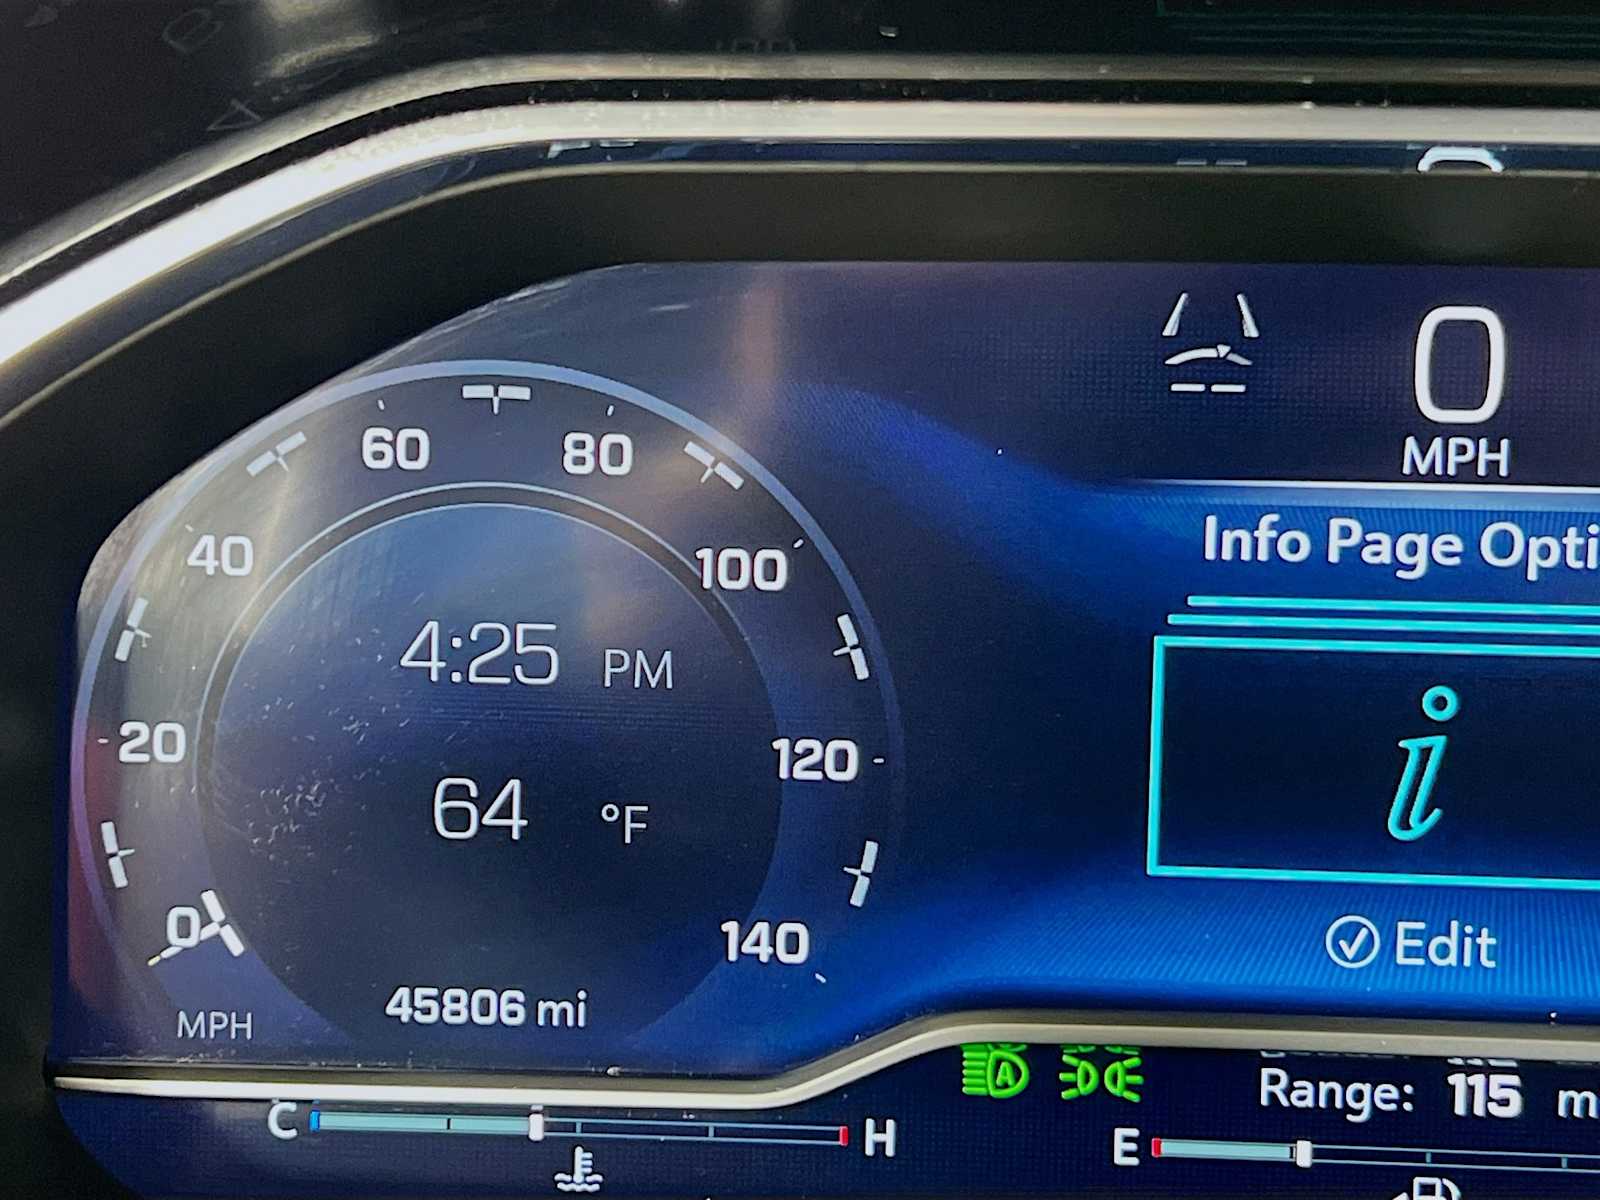 0
MPH
60
80
40
100
Info Page Opti
4:25 PM
20
120
64 °F
i
0
140
Edit
45806 mi
MPH
A
Range: 115 m
C
H
E